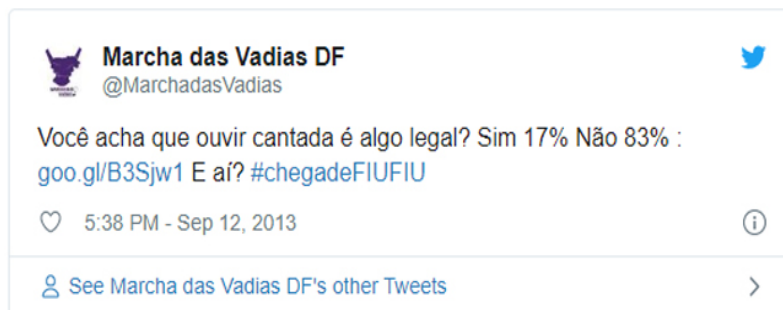 Marcha das Vadias DF
@MarchadasVadias
Você acha que ouvir cantada é algo legal? Sim 17% Não 83% :
goo.gl/B3Sjw1 E aí? #chegadeFIUFIU
5:38 PM - Sep 12, 2013
See Marcha das Vadias DF's other Tweets